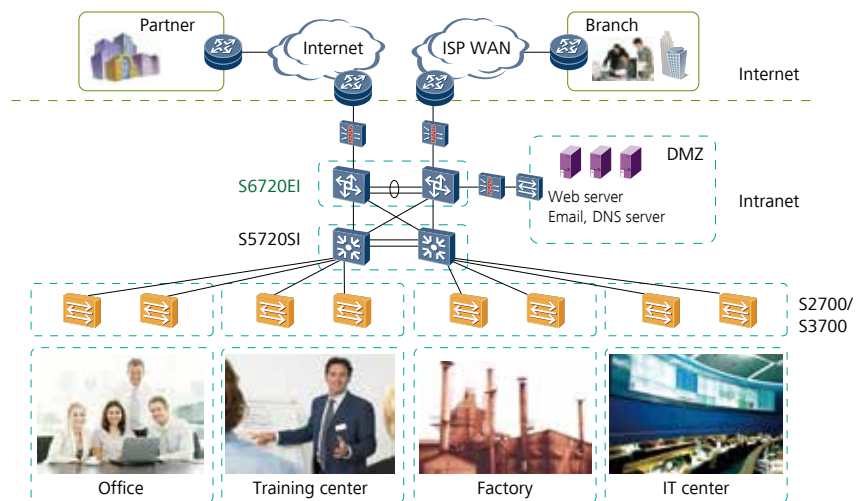 Partner
Internet
ISP WAN
Branch
Internet
DMZ
Web server
Email, DNS server
Intranet
S6720EI
S5720SI
S2700/
S3700
Office
Training center
Factory
IT center